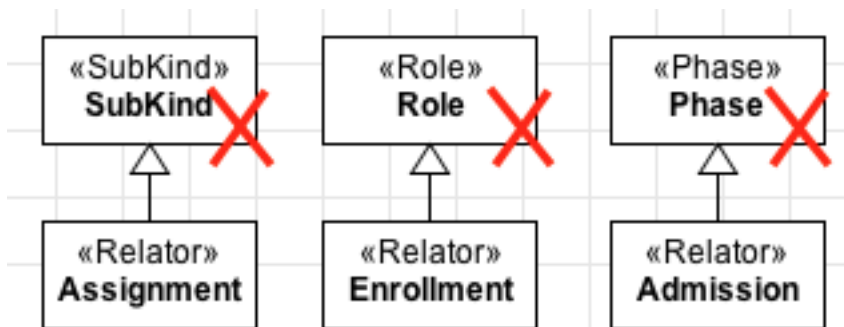 «SubKind»
SubKind
«Role»
Role
«Phase»
Phase
«Relator»
Assignment
«Relator»
Enrollment
«Relator»
Admission